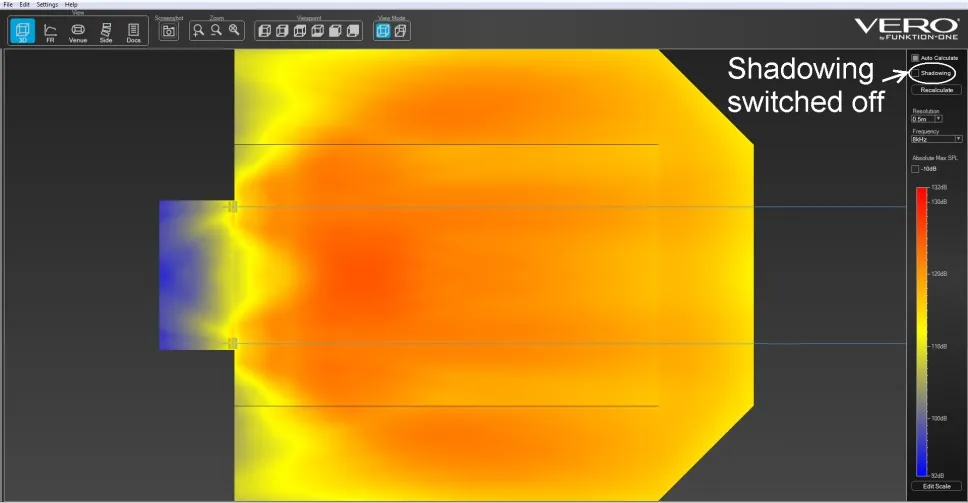 File Edit Settings Help
View
Screenshot
Zoom
Viewpoint
View Mode
3D FR Venue Side Docs
VERO
by FUNKTION-ONE
Shadowing
switched off
Auto Calculate
Shadowing
Recalculate
Resolution
0.5m
Frequency
8kHz
Absolute Max SPL
-10dB
132dB
130dB
120dB
110dB
100dB
92dB
Edit Scale